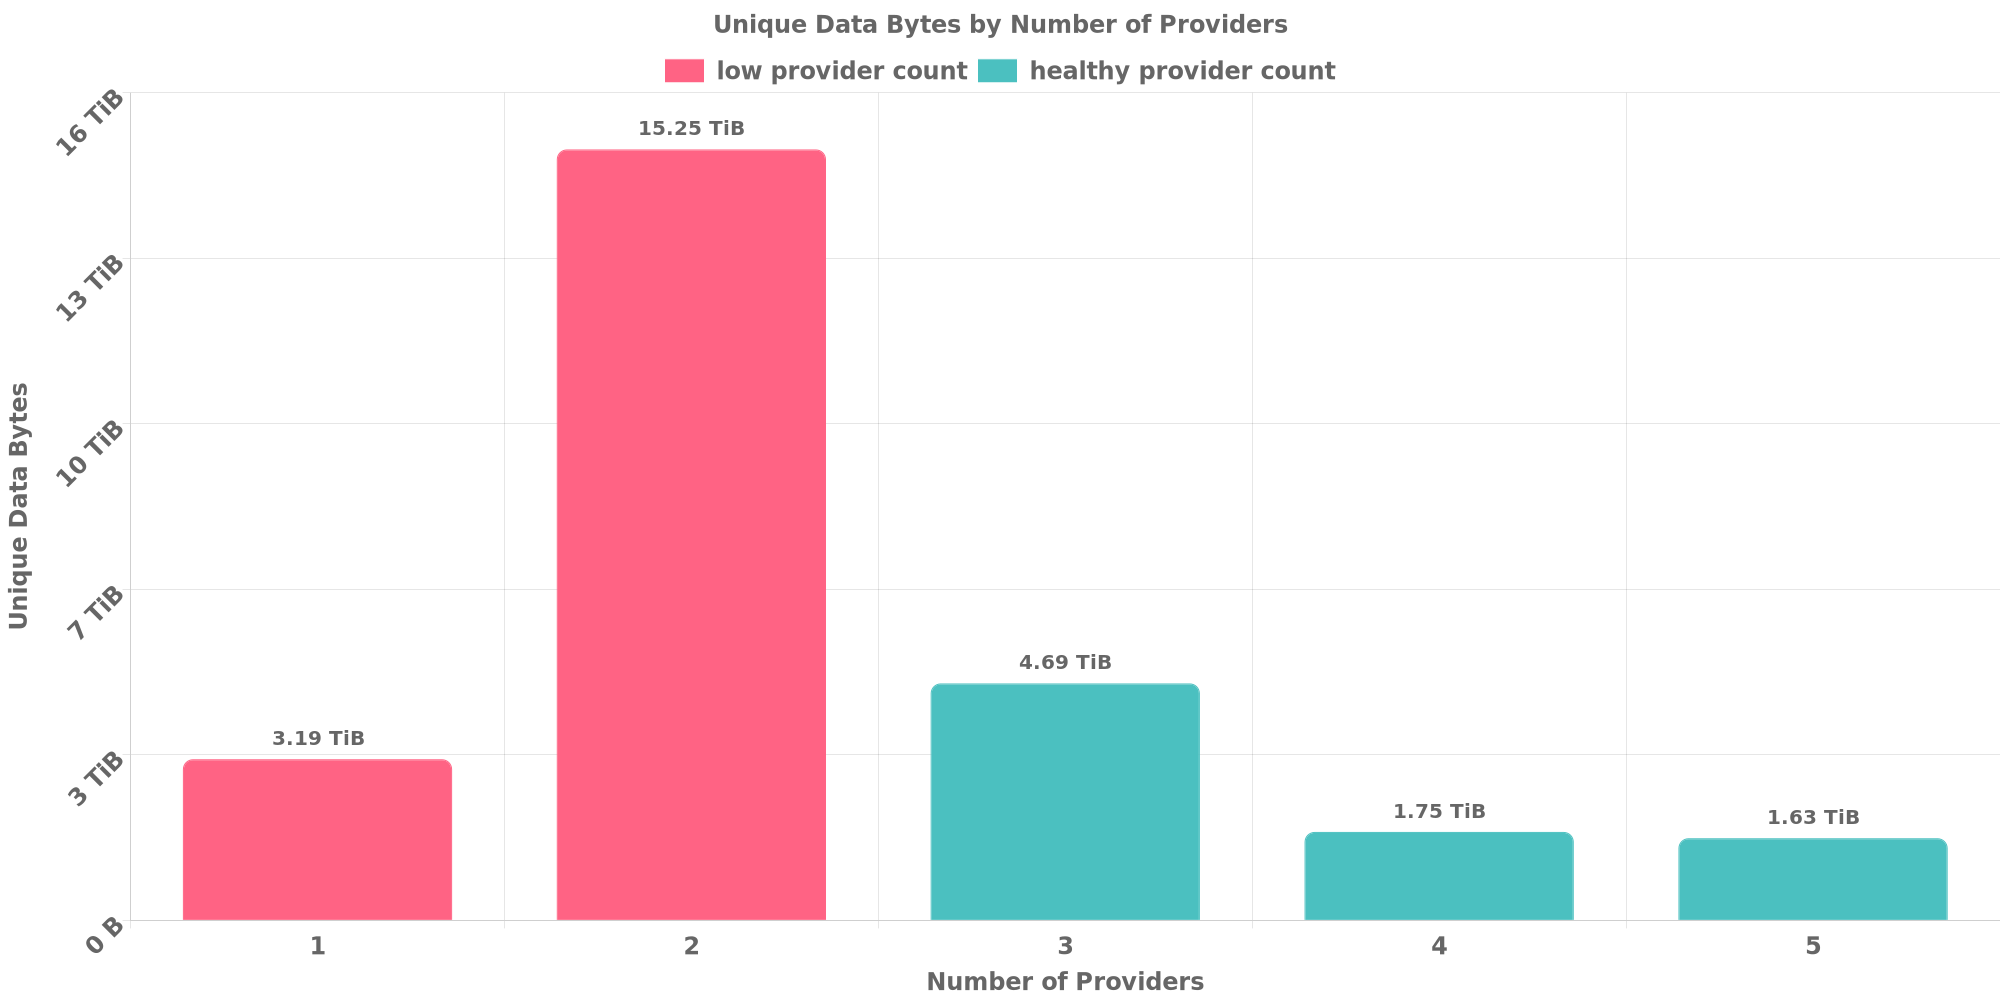 Unique Data Bytes by Number of Providers
low provider count healthy provider count
16 TiB
13 TiB
10 TiB
7 TiB
3 TiB
0 B
Unique Data Bytes
3.19 TiB
15.25 TiB
4.69 TiB
1.75 TiB
1.63 TiB
1 2 3 4 5
Number of Providers